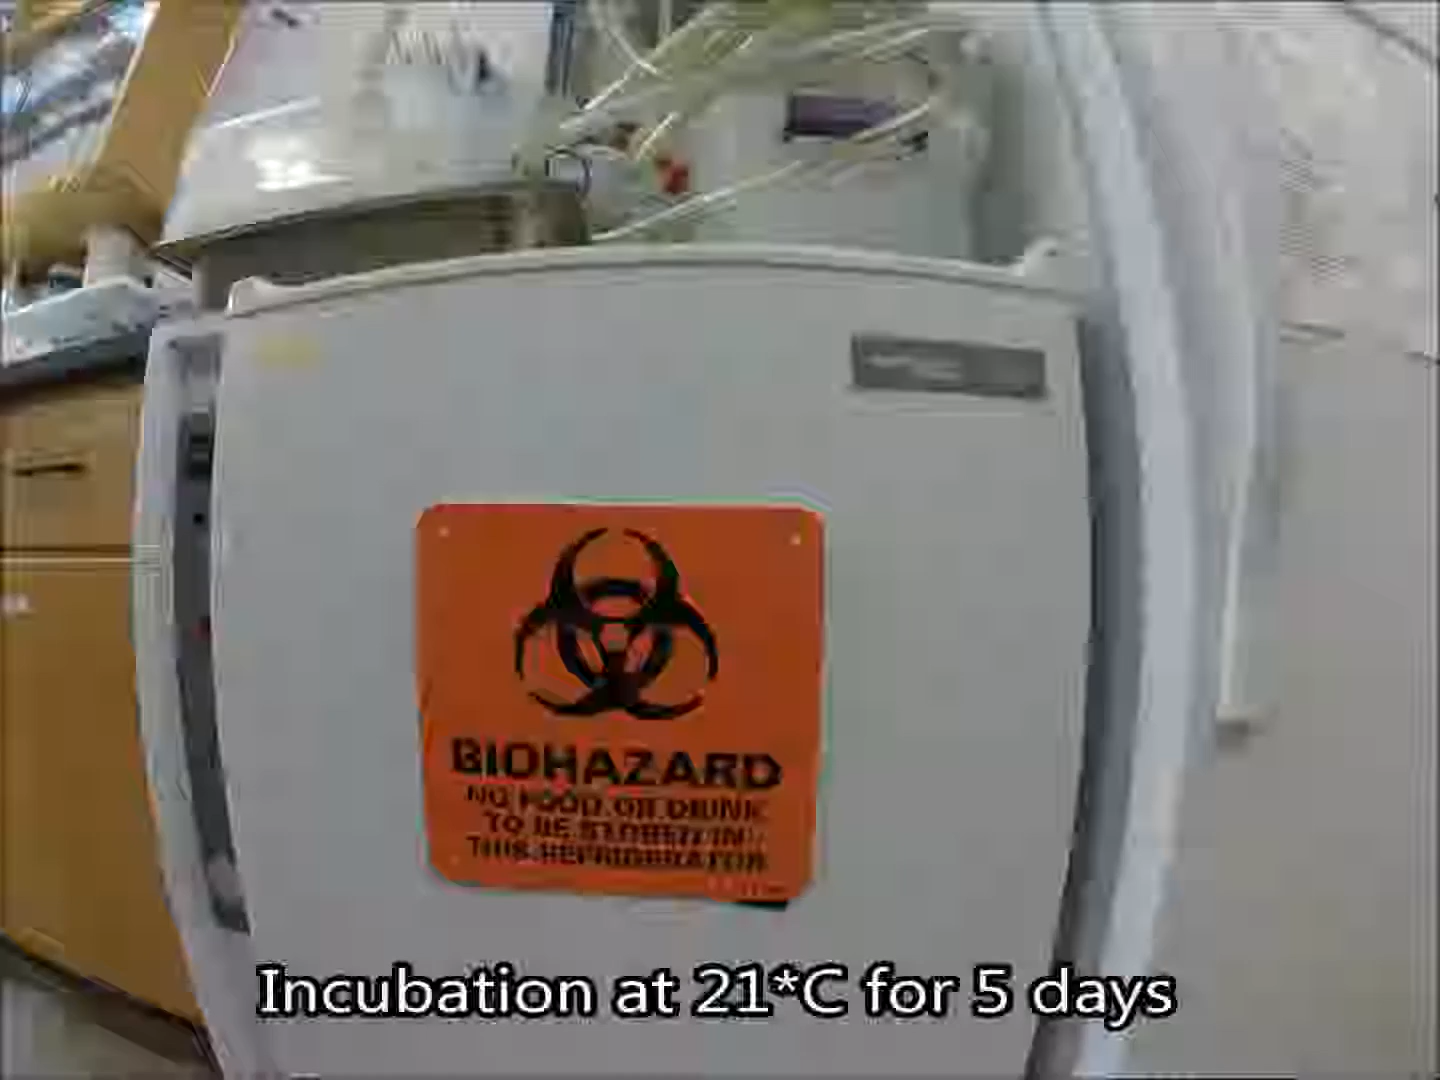 BIOHAZARD
NO FOOD OR DRINK
TO BE STORED IN
THIS REFRIGERATOR
Incubation at 21*C for 5 days